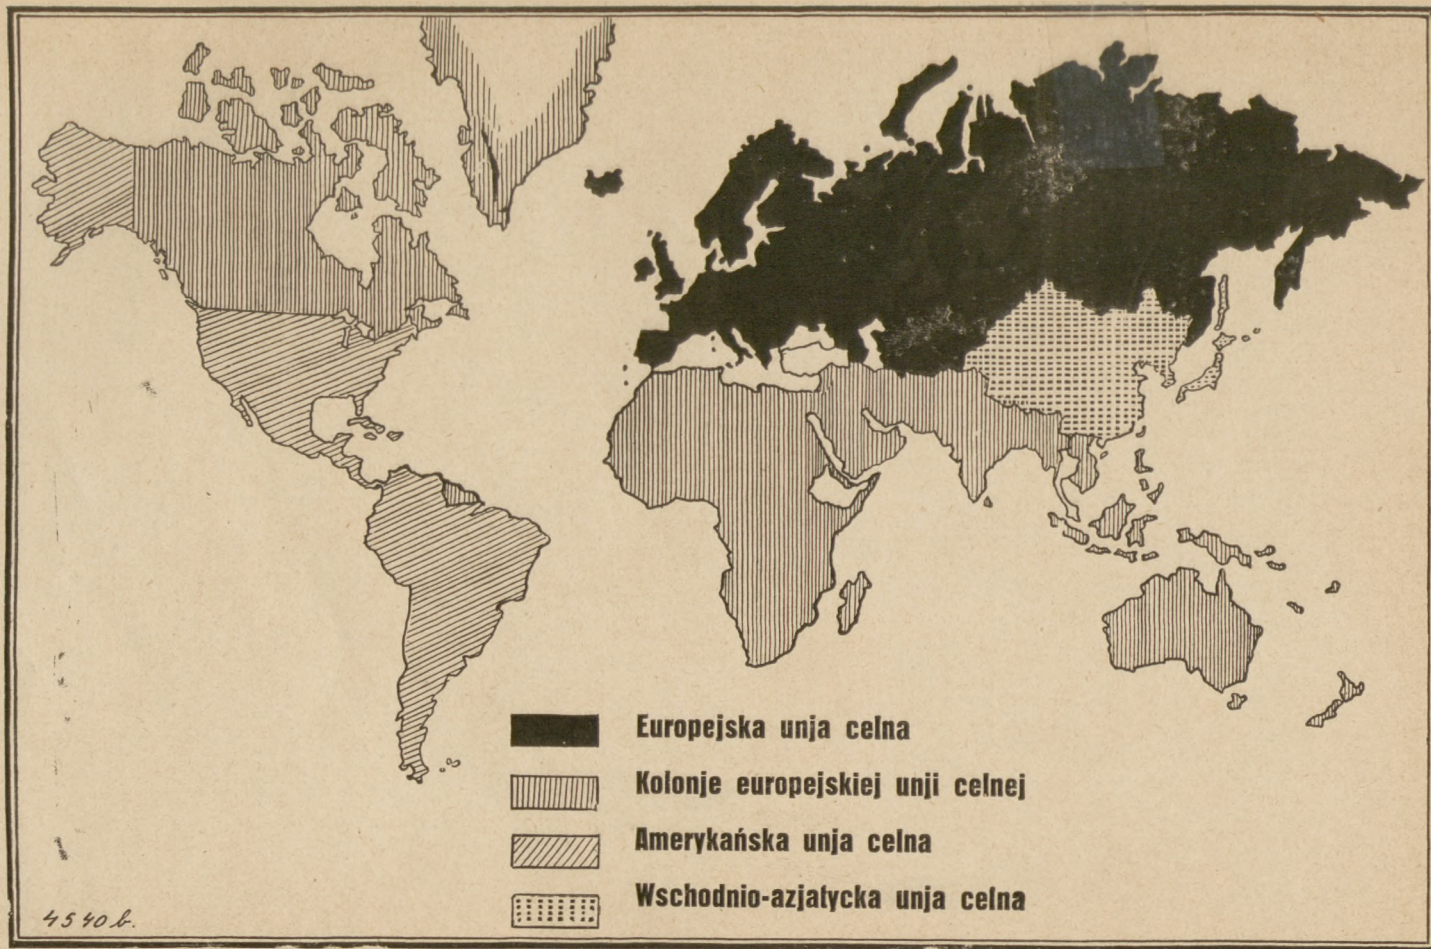 Europejska unja celna
Kolonje europejskiej unji celnej
Amerykańska unja celna
Wschodnio-azjatycka unja celna
4540 b.